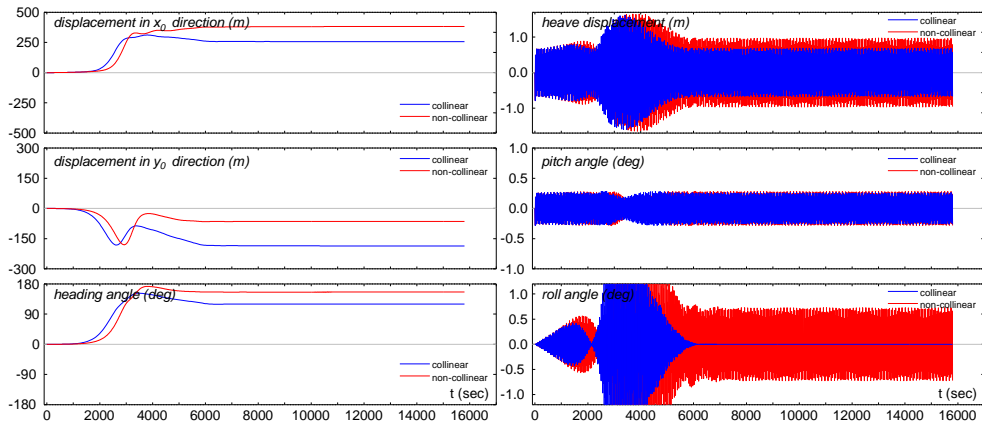 displacement in x0 direction (m)
500
250
0
-250
-500
collinear
non-collinear
heave displacement (m)
1.0
0.0
-1.0
collinear
non-collinear
displacement in y0 direction (m)
300
150
0
-150
-300
collinear
non-collinear
pitch angle (deg)
1.0
0.5
0.0
-0.5
-1.0
collinear
non-collinear
heading angle (deg)
180
90
0
-90
-180
collinear
non-collinear
t (sec)
0 2000 4000 6000 8000 10000 12000 14000 16000
roll angle (deg)
1.0
0.5
0.0
-0.5
-1.0
collinear
non-collinear
t (sec)
0 2000 4000 6000 8000 10000 12000 14000 16000